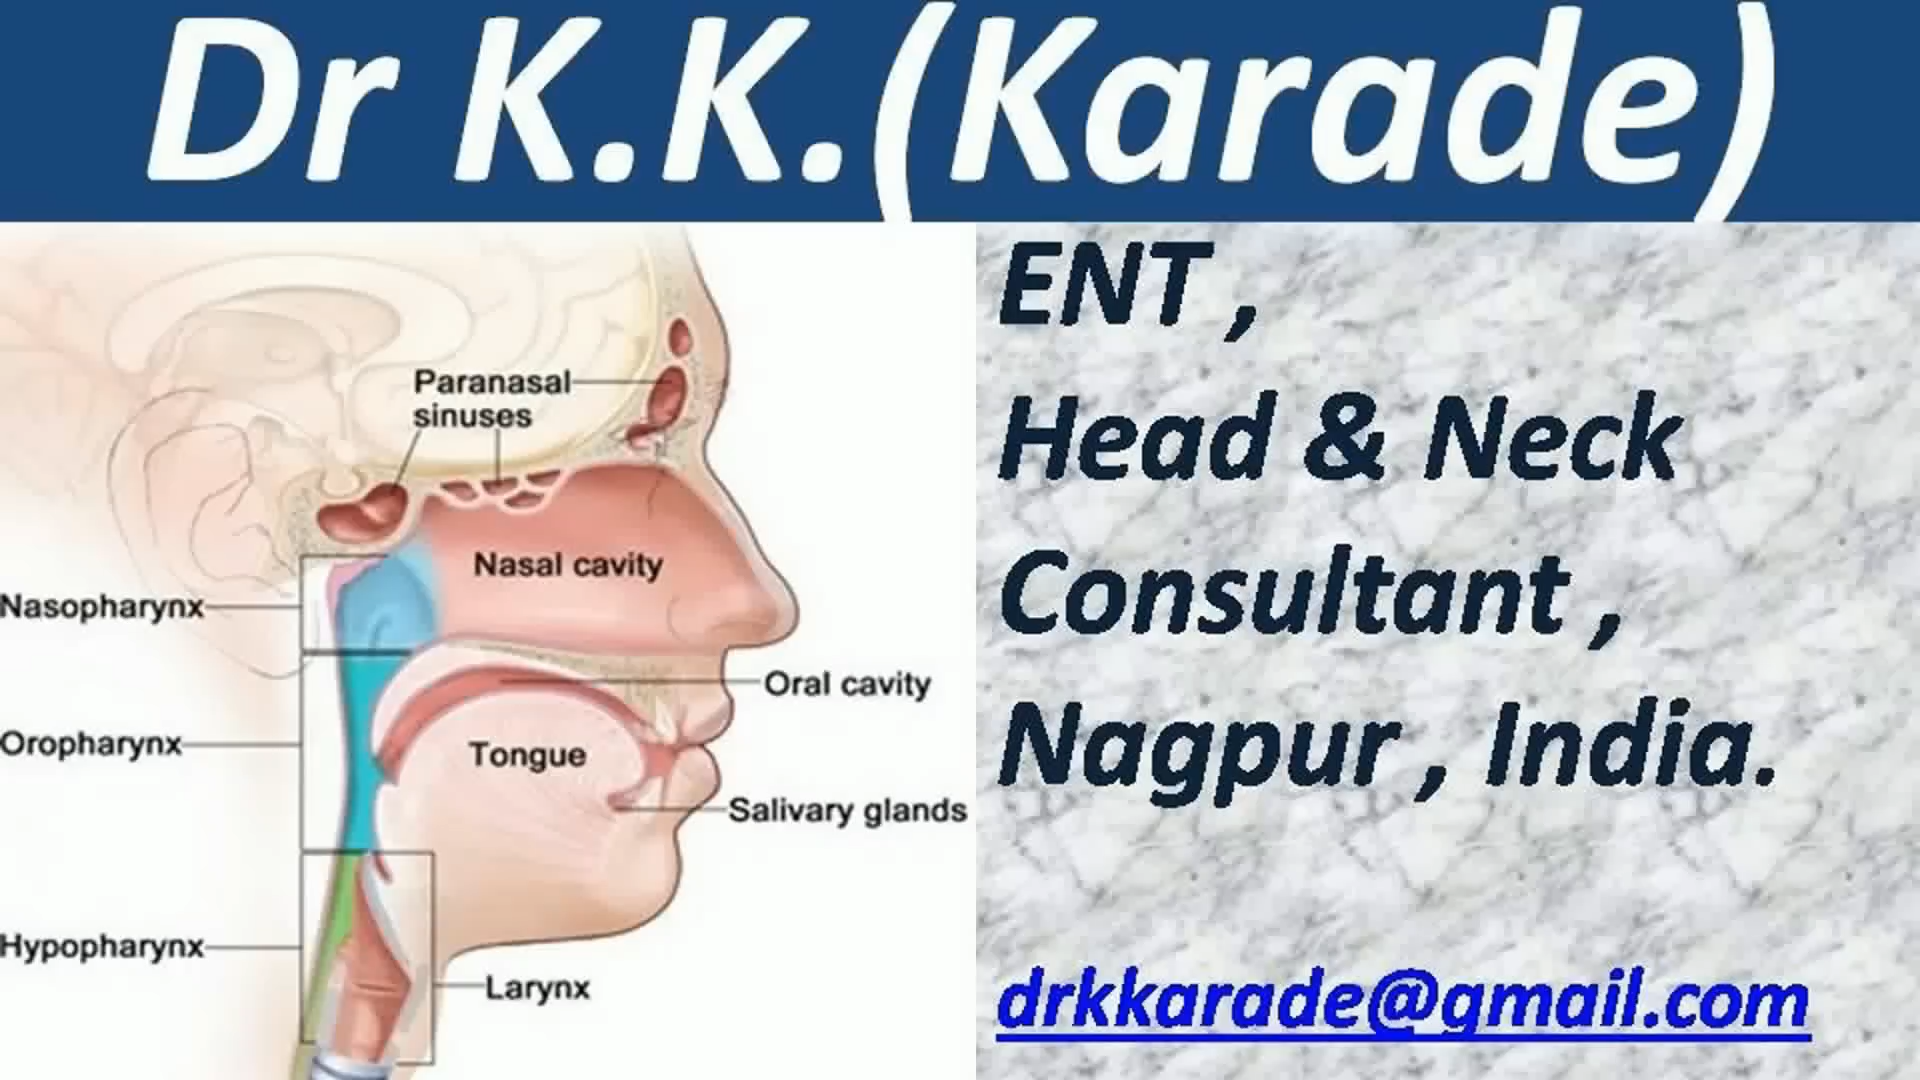 Dr K.K.(Karade)
ENT ,
Head & Neck
Consultant ,
Nagpur , India.
drkkarade@gmail.com
Paranasal
sinuses
Nasal cavity
Nasopharynx
Oral cavity
Oropharynx
Tongue
Salivary glands
Hypopharynx
Larynx